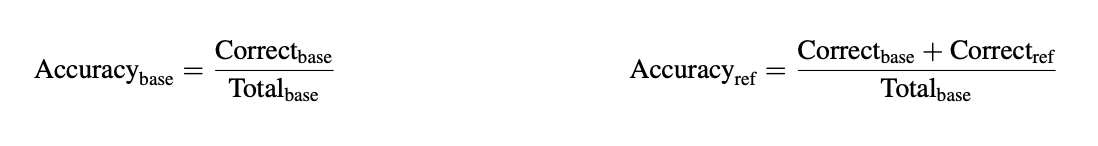 Accuracy_base = Correct_base / Total_base
Accuracy_ref = (Correct_base + Correct_ref) / Total_base